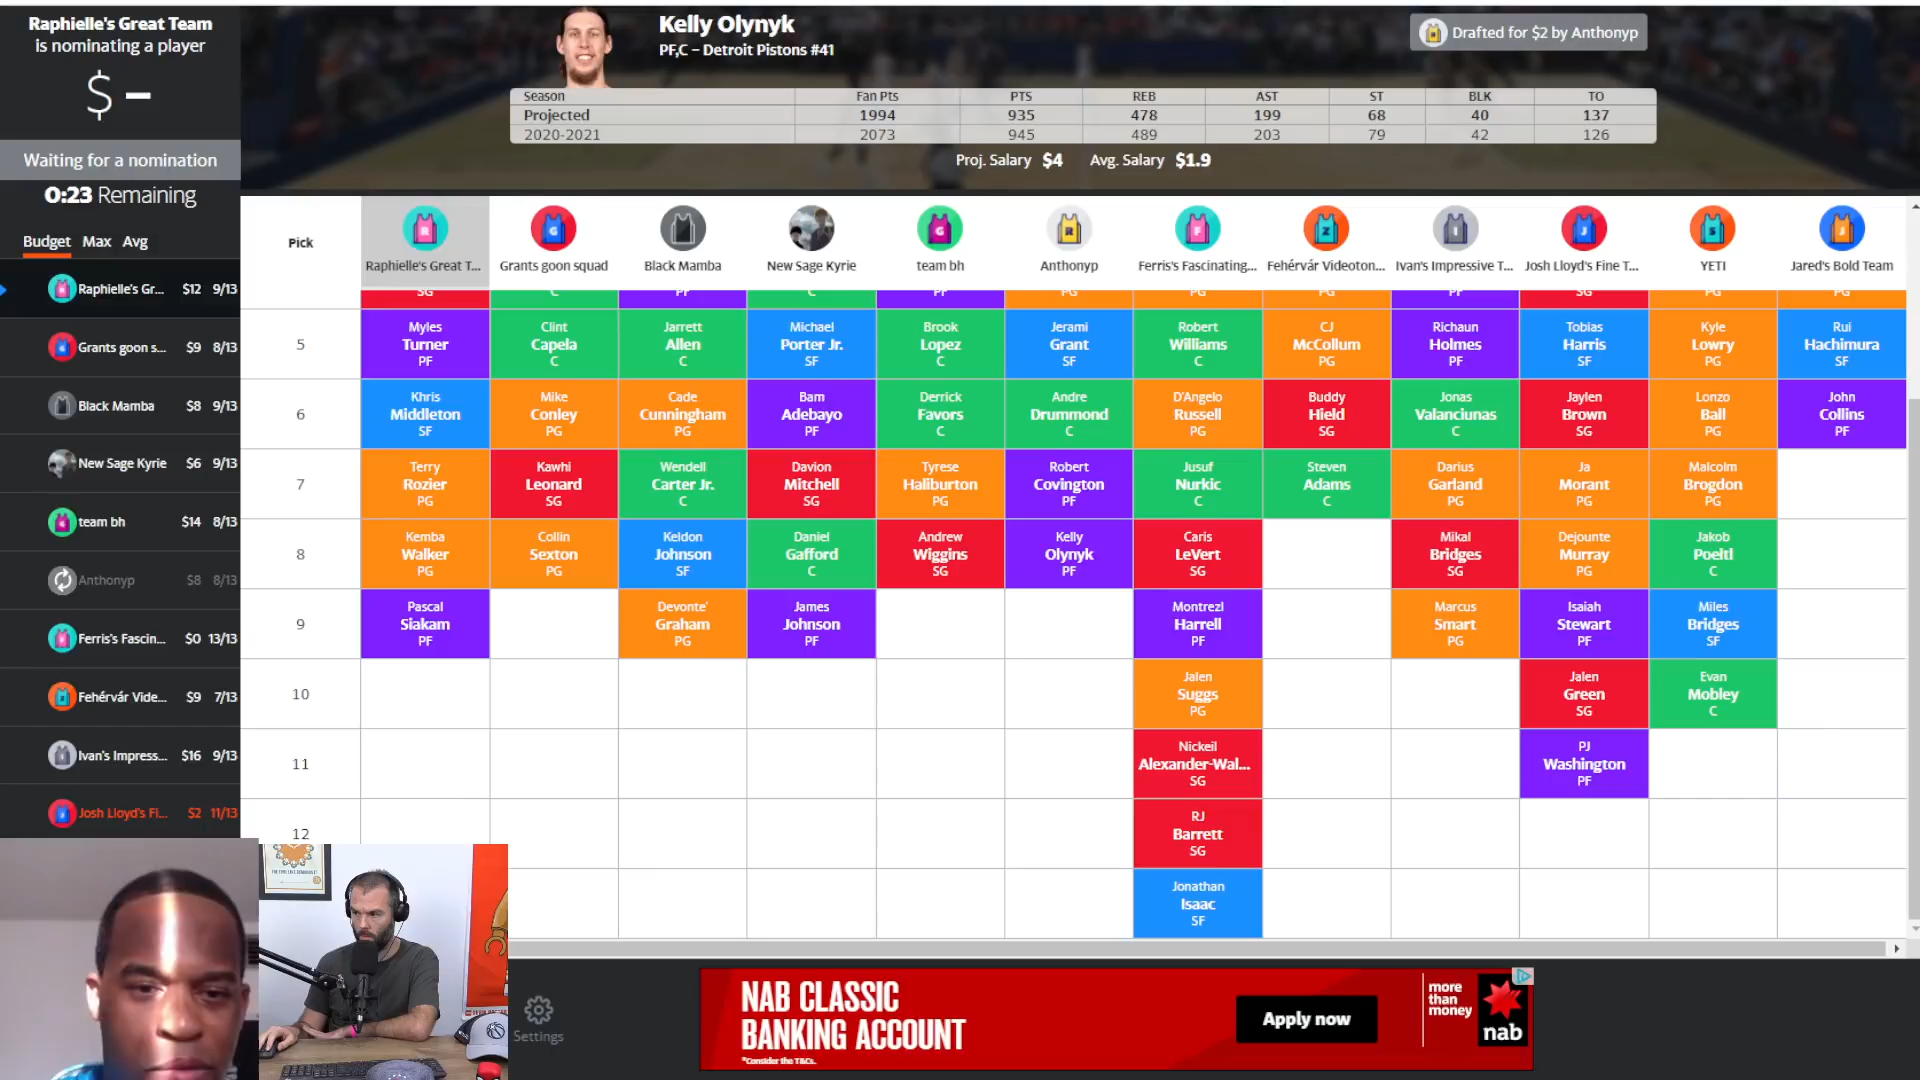 Raphielle's Great Team
is nominating a player
$ –
Waiting for a nomination
0:23 Remaining
Budget Max Avg
Raphielle's Gr... $12 9/13
Grants goon s... $9 8/13
Black Mamba $8 9/13
New Sage Kyrie $6 9/13
team bh $14 8/13
Anthonyp $8 8/13
Ferris's Fascin... $0 13/13
Fehérvár Vide... $9 7/13
Ivan's Impress... $16 9/13
Josh Lloyd's Fi... $2 11/13
Kelly Olynyk
PF,C – Detroit Pistons #41
Drafted for $2 by Anthonyp
Season Fan Pts PTS REB AST ST BLK TO
Projected 1994 935 478 199 68 40 137
2020-2021 2073 945 489 203 79 42 126
Proj. Salary $4 Avg. Salary $1.9
Pick
Raphielle's Great T... Grants goon squad Black Mamba New Sage Kyrie team bh Anthonyp Ferris's Fascinating... Fehérvár Videoton... Ivan's Impressive T... Josh Lloyd's Fine T... YETI Jared's Bold Team
SG C PF C PF PG PG PG PF SG PG PG
5
Myles Clint Jarrett Michael Brook Jerami Robert CJ Richaun Tobias Kyle Rui
Turner Capela Allen Porter Jr. Lopez Grant Williams McCollum Holmes Harris Lowry Hachimura
PF C C SF C SF C PG PF SF PG SF
6
Khris Mike Cade Bam Derrick Andre D'Angelo Buddy Jonas Jaylen Lonzo John
Middleton Conley Cunningham Adebayo Favors Drummond Russell Hield Valanciunas Brown Ball Collins
SF PG PG PF C C PG SG C SG PG PF
7
Terry Kawhi Wendell Davion Tyrese Robert Jusuf Steven Darius Ja Malcolm
Rozier Leonard Carter Jr. Mitchell Haliburton Covington Nurkic Adams Garland Morant Brogdon
PG SG C SG PG PF C C PG PG PG
8
Kemba Collin Keldon Daniel Andrew Kelly Caris Mikal Dejounte Jakob
Walker Sexton Johnson Gafford Wiggins Olynyk LeVert Bridges Murray Poeltl
PG PG SF C SG PF SG SG PG C
9
Pascal Devonte' James Montrezl Marcus Isaiah Miles
Siakam Graham Johnson Harrell Smart Stewart Bridges
PF PG PF PF PG PF SF
10
Jalen Jalen Evan
Suggs Green Mobley
PG SG C
11
Nickeil PJ
Alexander-Wal... Washington
SG PF
12
RJ
Barrett
SG
Jonathan
Isaac
SF
Settings
NAB CLASSIC
BANKING ACCOUNT
*Consider the T&Cs.
Apply now
more
than
money
nab